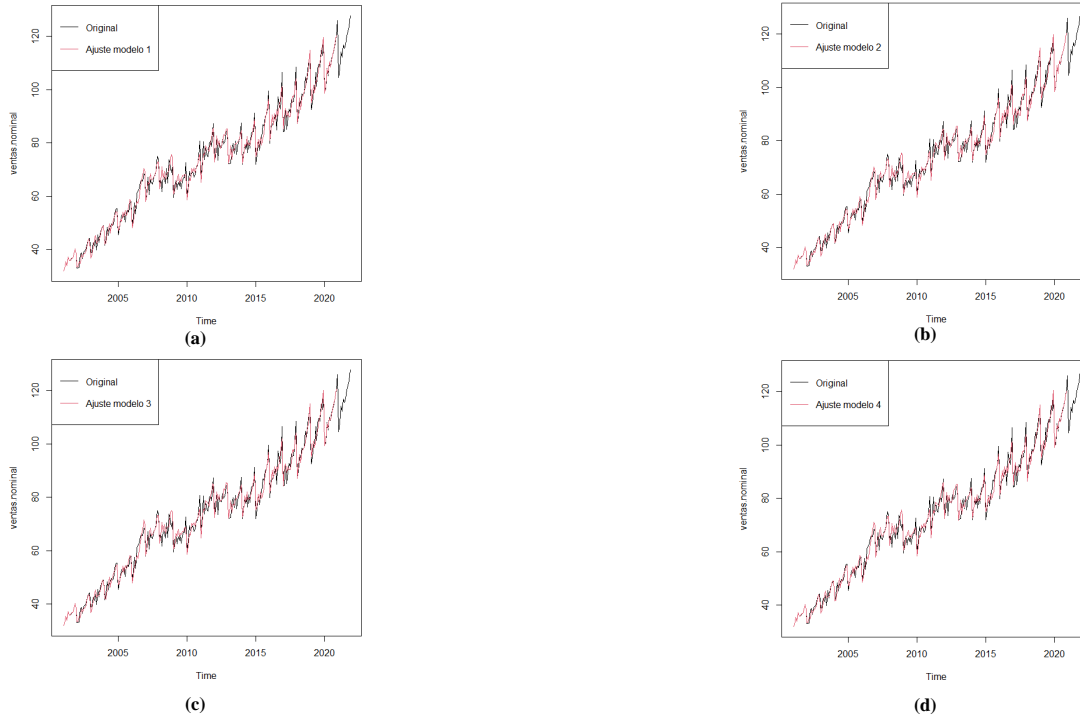 Original
Ajuste modelo 1
ventas.nominal
40 60 80 100 120
2005 2010 2015 2020
Time
(a)
Original
Ajuste modelo 2
ventas.nominal
40 60 80 100 120
2005 2010 2015 2020
Time
(b)
Original
Ajuste modelo 3
ventas.nominal
40 60 80 100 120
2005 2010 2015 2020
Time
(c)
Original
Ajuste modelo 4
ventas.nominal
40 60 80 100 120
2005 2010 2015 2020
Time
(d)